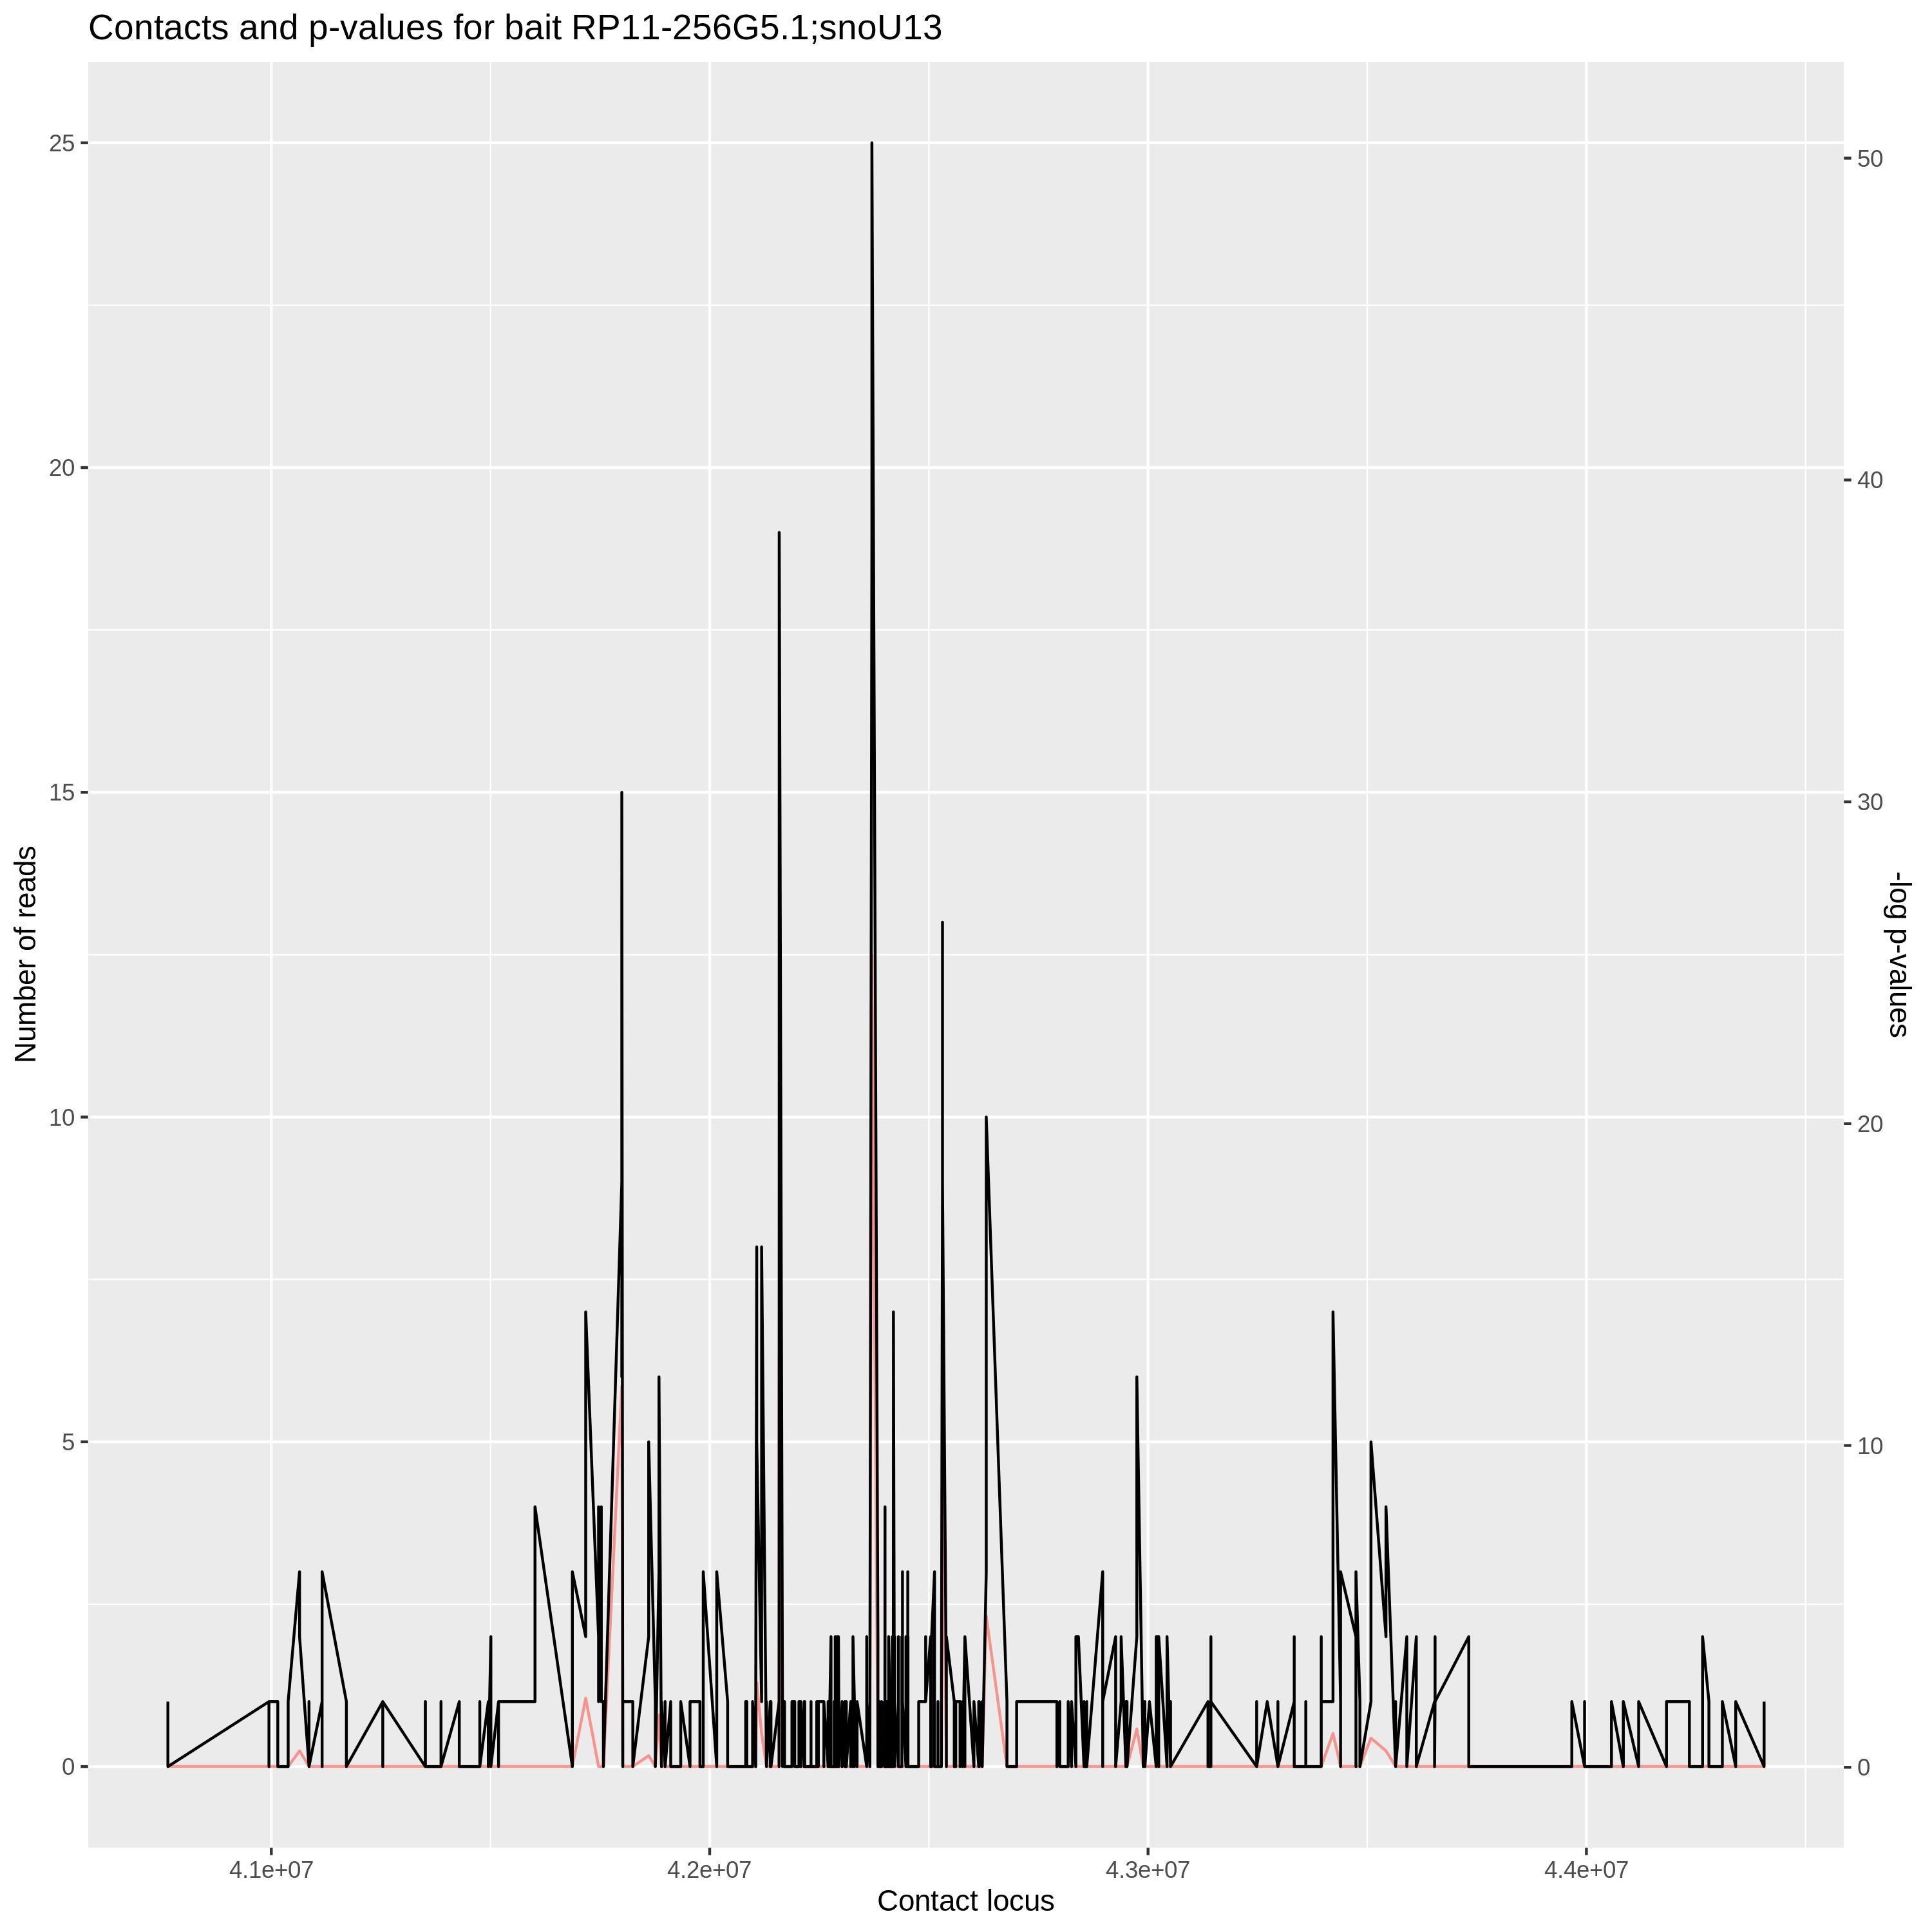 Contacts and p-values for bait RP11-256G5.1;snoU13
25
20
15
10
5
0
Number of reads
50
40
30
20
10
0
-log p-values
4.1e+07 4.2e+07 4.3e+07 4.4e+07
Contact locus